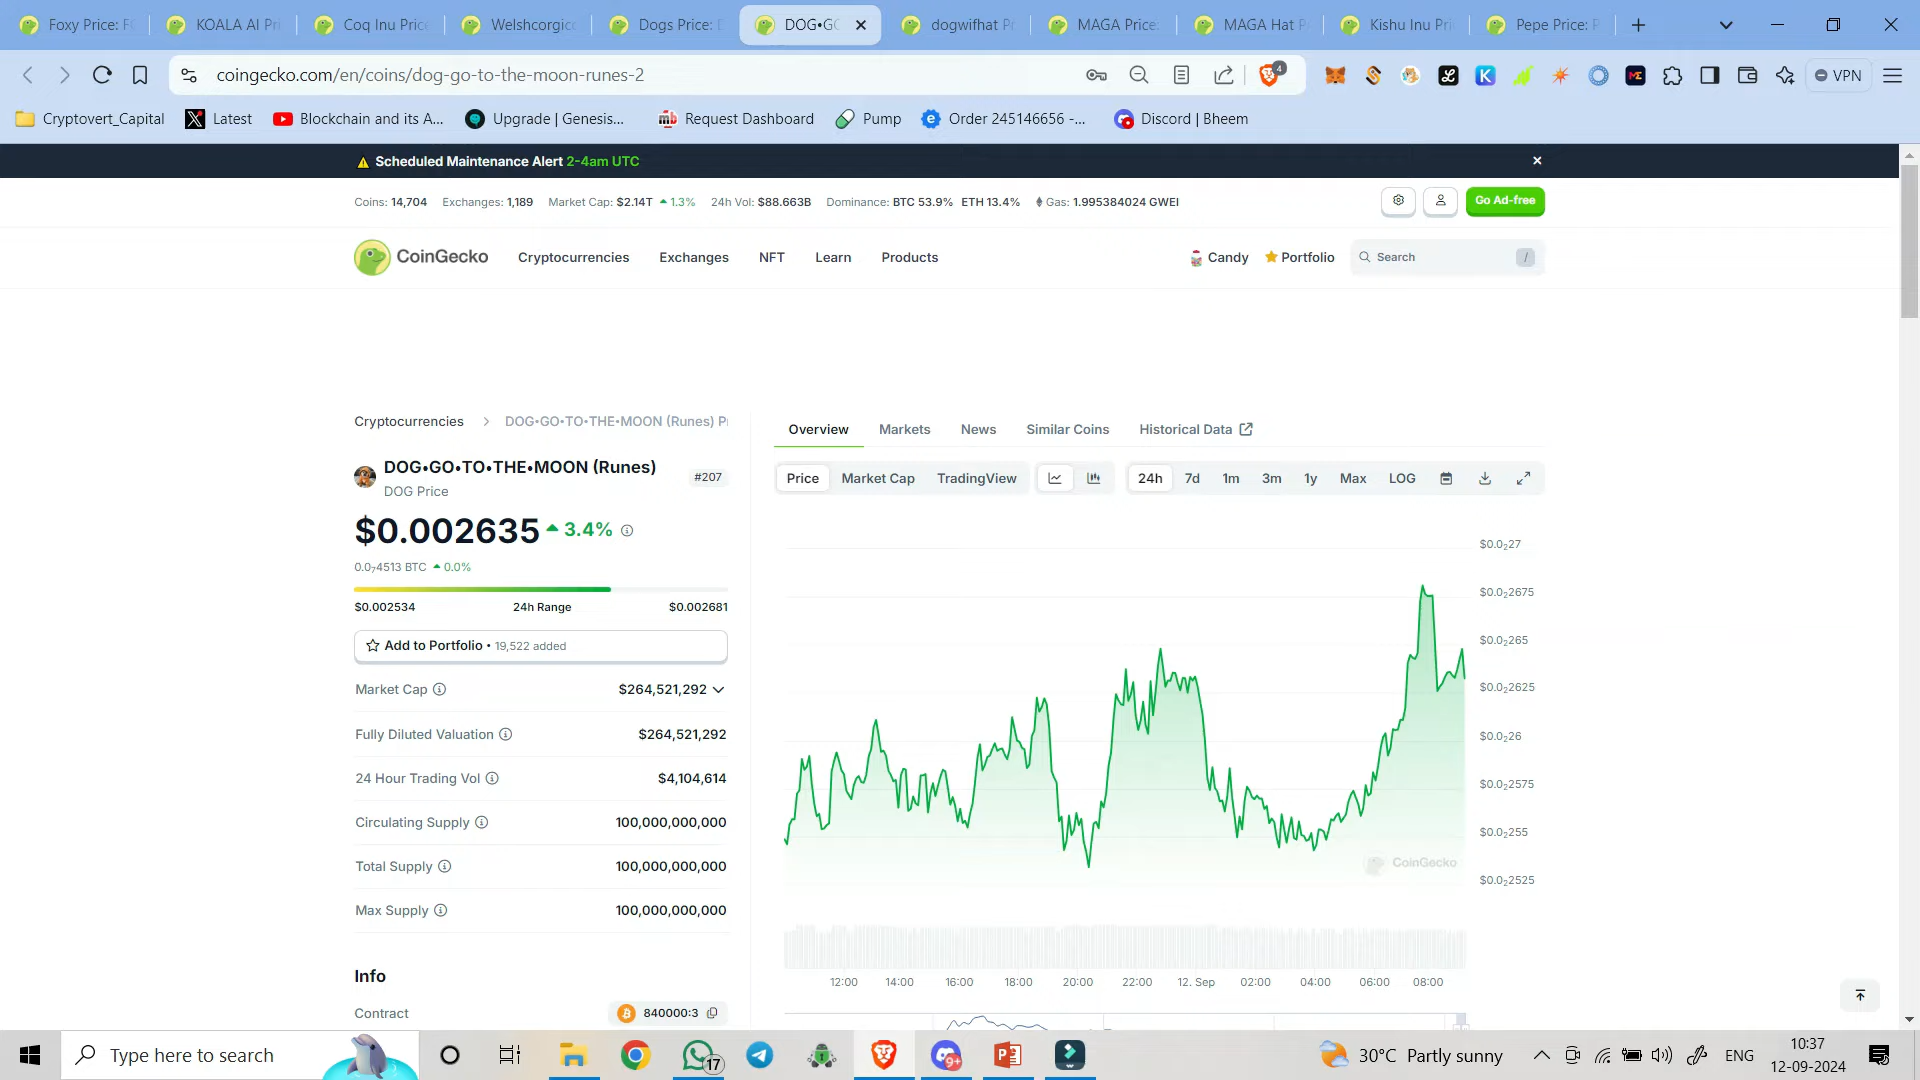 Foxy Price: FO
KOALA AI Pri
Coq Inu Price
Welshcorgico
Dogs Price: D
DOG•GO
dogwifhat Pr
MAGA Price:
MAGA Hat P
Kishu Inu Pri
Pepe Price: P
coingecko.com/en/coins/dog-go-to-the-moon-runes-2
4
VPN
Cryptovert_Capital
Latest
Blockchain and its A...
Upgrade | Genesis...
Request Dashboard
Pump
Order 245146656 -...
Discord | Bheem
Scheduled Maintenance Alert 2-4am UTC
Coins: 14,704 Exchanges: 1,189 Market Cap: $2.14T 1.3% 24h Vol: $88.663B Dominance: BTC 53.9% ETH 13.4% Gas: 1.995384024 GWEI
Go Ad-free
CoinGecko
Cryptocurrencies Exchanges NFT Learn Products
Candy Portfolio
Search /
Cryptocurrencies DOG•GO•TO•THE•MOON (Runes) P
DOG•GO•TO•THE•MOON (Runes) #207
DOG Price
$0.002635 3.4%
0.0₇4513 BTC 0.0%
$0.002534 24h Range $0.002681
Add to Portfolio • 19,522 added
Market Cap $264,521,292
Fully Diluted Valuation $264,521,292
24 Hour Trading Vol $4,104,614
Circulating Supply 100,000,000,000
Total Supply 100,000,000,000
Max Supply 100,000,000,000
Info
Contract 840000:3
Overview Markets News Similar Coins Historical Data
Price Market Cap TradingView 24h 7d 1m 3m 1y Max LOG
$0.0₂27
$0.0₂2675
$0.0₂265
$0.0₂2625
$0.0₂26
$0.0₂2575
$0.0₂255
$0.0₂2525
CoinGecko
12:00 14:00 16:00 18:00 20:00 22:00 12. Sep 02:00 04:00 06:00 08:00
Type here to search
17
9+
30°C Partly sunny
ENG
10:37
12-09-2024